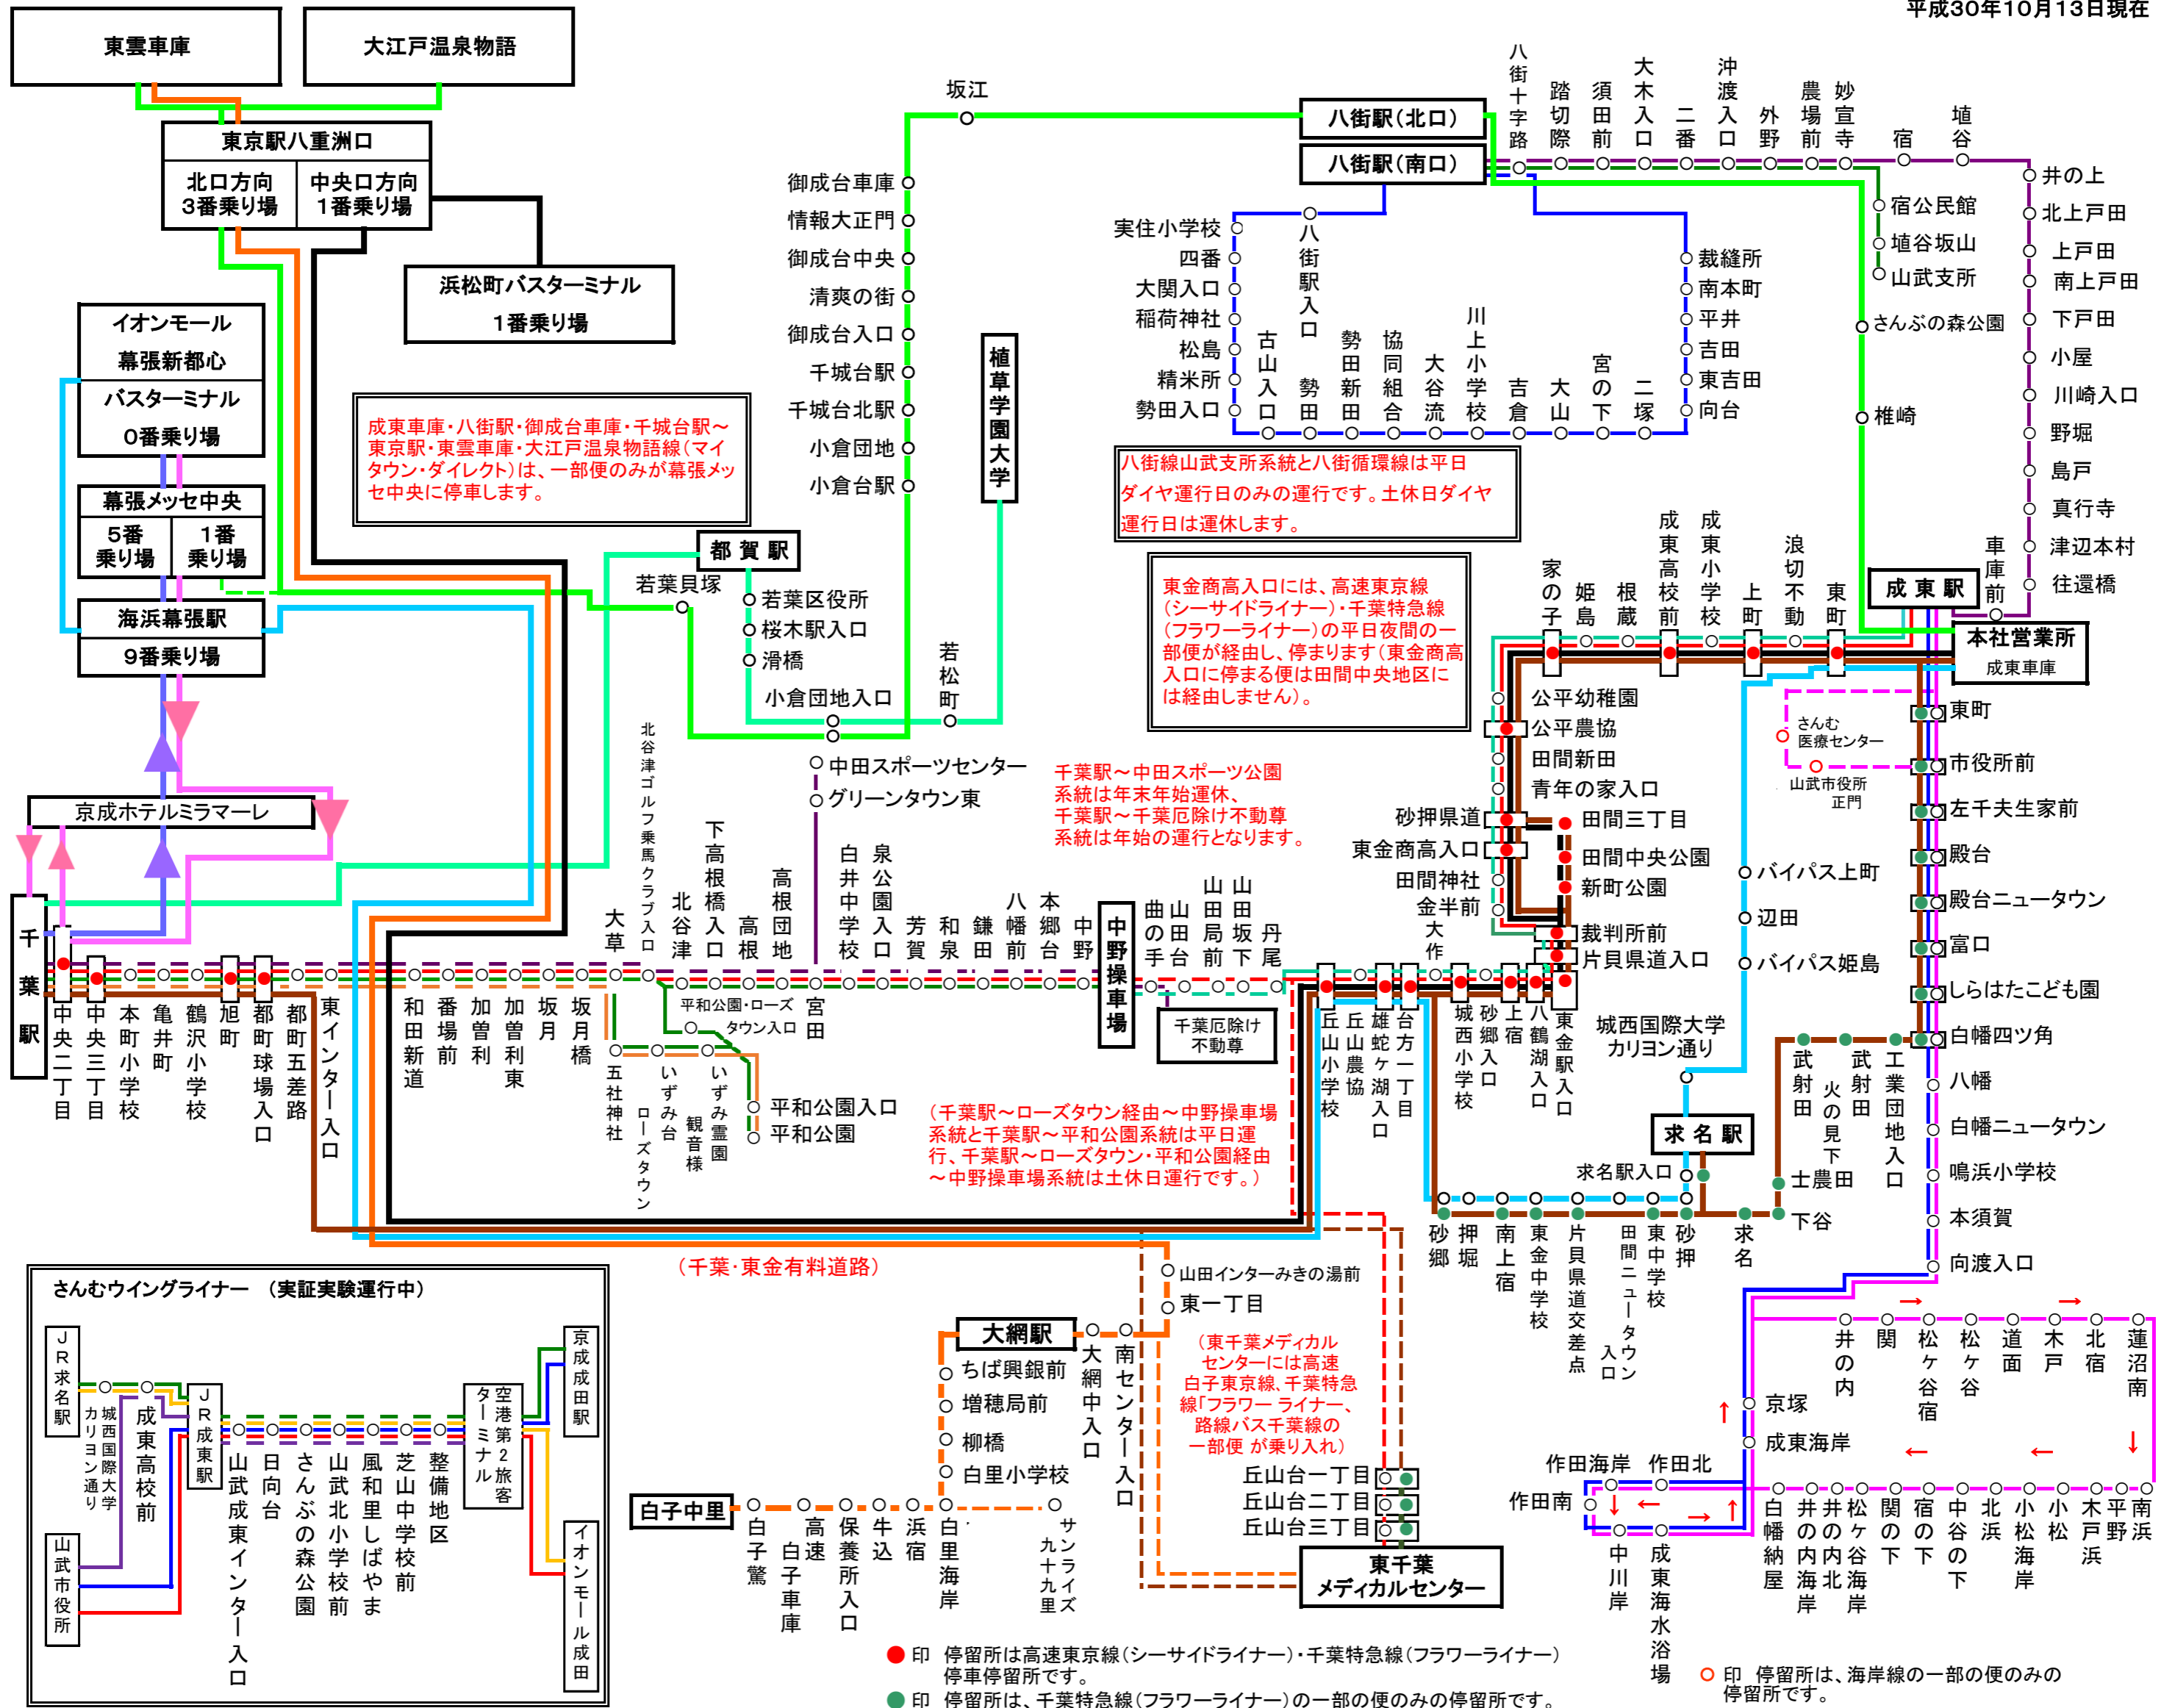 平成30年10月13日現在
東雲車庫
大江戸温泉物語
東京駅八重洲口
北口方向
3番乗り場
中央口方向
1番乗り場
浜松町バスターミナル
1番乗り場
イオンモール
幕張新都心
バスターミナル
0番乗り場
幕張メッセ中央
5番
乗り場
1番
乗り場
海浜幕張駅
9番乗り場
京成ホテルミラマーレ
成東車庫・八街駅・御成台車庫・千城台駅～
東京駅・東雲車庫・大江戸温泉物語線(マイ
タウン・ダイレクト)は、一部便のみが幕張メッ
セ中央に停車します。
坂江
御成台車庫
情報大正門
御成台中央
清爽の街
御成台入口
千城台駅
千城台北駅
小倉団地
小倉台駅
植草学園大学
都賀駅
若葉貝塚
若葉区役所
桜木駅入口
滑橋
小倉団地入口
若松町
八街駅(北口)
八街駅(南口)
八街十字路
踏切際
須田前
大木入口
二番
沖渡入口
外野
農場前
妙宣寺
宿
埴谷
井の上
北上戸田
上戸田
南上戸田
下戸田
小屋
川崎入口
野堀
島戸
真行寺
津辺本村
往還橋
車庫前
宿公民館
埴谷坂山
山武支所
さんぶの森公園
椎崎
実住小学校
四番
大関入口
稲荷神社
松島
精米所
勢田入口
八街駅入口
古山入口
勢田
勢田新田
協同組合
大谷流
川上小学校
吉倉
大山
宮の下
二塚
裁縫所
南本町
平井
吉田
東吉田
向台
八街線山武支所系統と八街循環線は平日
ダイヤ運行日のみの運行です。土休日ダイヤ
運行日は運休します。
東金商高入口には、高速東京線
(シーサイドライナー)・千葉特急線
(フラワーライナー)の平日夜間の一
部便が経由し、停まります(東金商高
入口に停まる便は田間中央地区に
は経由しません)。
家の子
姫島
根蔵
成東高校前
成東小学校
上町
浪切不動
東町
成東駅
本社営業所
成東車庫
公平幼稚園
公平農協
田間新田
青年の家入口
砂押県道
東金商高入口
田間神社
金半前
田間三丁目
田間中央公園
新町公園
裁判所前
片貝県道入口
さんむ
医療センター
山武市役所
正門
東町
市役所前
左千夫生家前
殿台
殿台ニュータウン
富口
しらはたこども園
白幡四ツ角
八幡
白幡ニュータウン
鳴浜小学校
本須賀
向渡入口
バイパス上町
辺田
バイパス姫島
城西国際大学
カリヨン通り
求名駅
求名駅入口
中田スポーツセンター
グリーンタウン東
千葉駅～中田スポーツ公園
系統は年末年始運休、
千葉駅～千葉厄除け不動尊
系統は年始の運行となります。
千葉駅
中央二丁目
中央三丁目
本町小学校
亀井町
鶴沢小学校
旭町
都町球場入口
都町五差路
東インター入口
和田新道
番場前
加曽利
加曽利東
坂月
坂月橋
大草
北谷津ゴルフ乗馬クラブ入口
北谷津
下高根橋入口
高根
高根団地
宮田
白井中学校
泉公園入口
芳賀
和泉
鎌田
八幡前
本郷台
中野
中野操車場
平和公園・ローズ
タウン入口
五社神社
ローズタウン
いずみ台
観音様
いずみ霊園
平和公園入口
平和公園
曲の手
山田台
山田局前
山田坂下
丹尾
千葉厄除け
不動尊
丘山小学校
丘山農協
雄蛇ヶ湖入口
台方一丁目
大作
城西小学校
砂郷入口
上宿
八鶴湖入口
東金駅入口
(千葉駅～ローズタウン経由～中野操車場
系統と千葉駅～平和公園系統は平日運
行、千葉駅～ローズタウン・平和公園経由
～中野操車場系統は土休日運行です。)
砂郷
押堀
南上宿
東金中学校
片貝県道交差点
田間ニュータウン
入口
東中学校
砂押
求名
下谷
士農田
武射田
火の見下
武射田
工業団地入口
(千葉・東金有料道路)
山田インターみきの湯前
東一丁目
南センター入口
大網中入口
大網駅
ちば興銀前
増穂局前
柳橋
白里小学校
白里海岸
サンライズ
九十九里
浜宿
牛込
保養所入口
高速
白子車庫
白子鷲
白子中里
(東千葉メディカル
センターには高速
白子東京線、千葉特急
線「フラワー ライナー、
路線バス千葉線の
一部便 が乗り入れ)
丘山台一丁目
丘山台二丁目
丘山台三丁目
東千葉
メディカルセンター
井の内
関
松ヶ谷宿
松ヶ谷
道面
木戸
北宿
蓮沼南
→
→
↓
←
←
京塚
成東海岸
↑
作田海岸
作田北
作田南
↓
←
→
↑
中川岸
成東海水浴場
白幡納屋
井の内海岸
井の内北
松ヶ谷海岸
関の下
宿の下
中谷の下
北浜
小松海岸
小松
木戸浜
平野
南浜
さんむウイングライナー (実証実験運行中)
JR求名駅
城西国際大学
カリヨン通り
成東高校前
JR成東駅
山武市役所
山武成東インター入口
日向台
さんぶの森公園
山武北小学校前
風和里しばやま
芝山中学校前
整備地区
空港第2旅客
ターミナル
京成成田駅
イオンモール成田
印 停留所は高速東京線(シーサイドライナー)・千葉特急線(フラワーライナー)
停車停留所です。
印 停留所は、千葉特急線(フラワーライナー)の一部の便のみの停留所です。
印 停留所は、海岸線の一部の便のみの
停留所です。